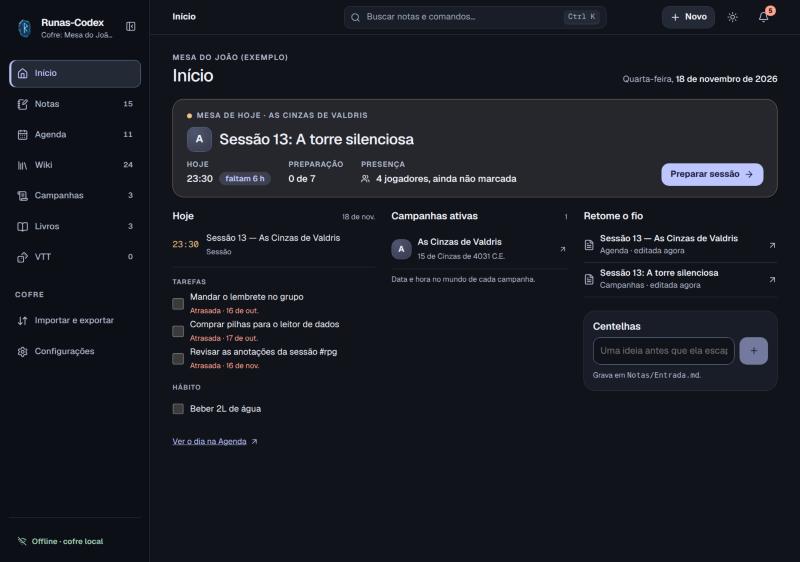 Runas-Codex
Cofre: Mesa do Joã...
Início
Buscar notas e comandos...
Ctrl K
Novo
5
Início
Notas 15
Agenda 11
Wiki 24
Campanhas 3
Livros 3
VTT 0
COFRE
Importar e exportar
Configurações
Offline · cofre local
MESA DO JOÃO (EXEMPLO)
Início
Quarta-feira, 18 de novembro de 2026
MESA DE HOJE · AS CINZAS DE VALDRIS
A
Sessão 13: A torre silenciosa
HOJE
23:30 faltam 6 h
PREPARAÇÃO
0 de 7
PRESENÇA
4 jogadores, ainda não marcada
Preparar sessão
Hoje 18 de nov.
23:30 Sessão 13 — As Cinzas de Valdris
Sessão
TAREFAS
Mandar o lembrete no grupo
Atrasada · 16 de out.
Comprar pilhas para o leitor de dados
Atrasada · 17 de out.
Revisar as anotações da sessão #rpg
Atrasada · 16 de nov.
HÁBITO
Beber 2L de água
Ver o dia na Agenda
Campanhas ativas 1
A
As Cinzas de Valdris
15 de Cinzas de 4031 C.E.
Data e hora no mundo de cada campanha.
Retome o fio
Sessão 13 — As Cinzas de Valdris
Agenda · editada agora
Sessão 13: A torre silenciosa
Campanhas · editada agora
Centelhas
Uma ideia antes que ela escap
Grava em Notas/Entrada.md.